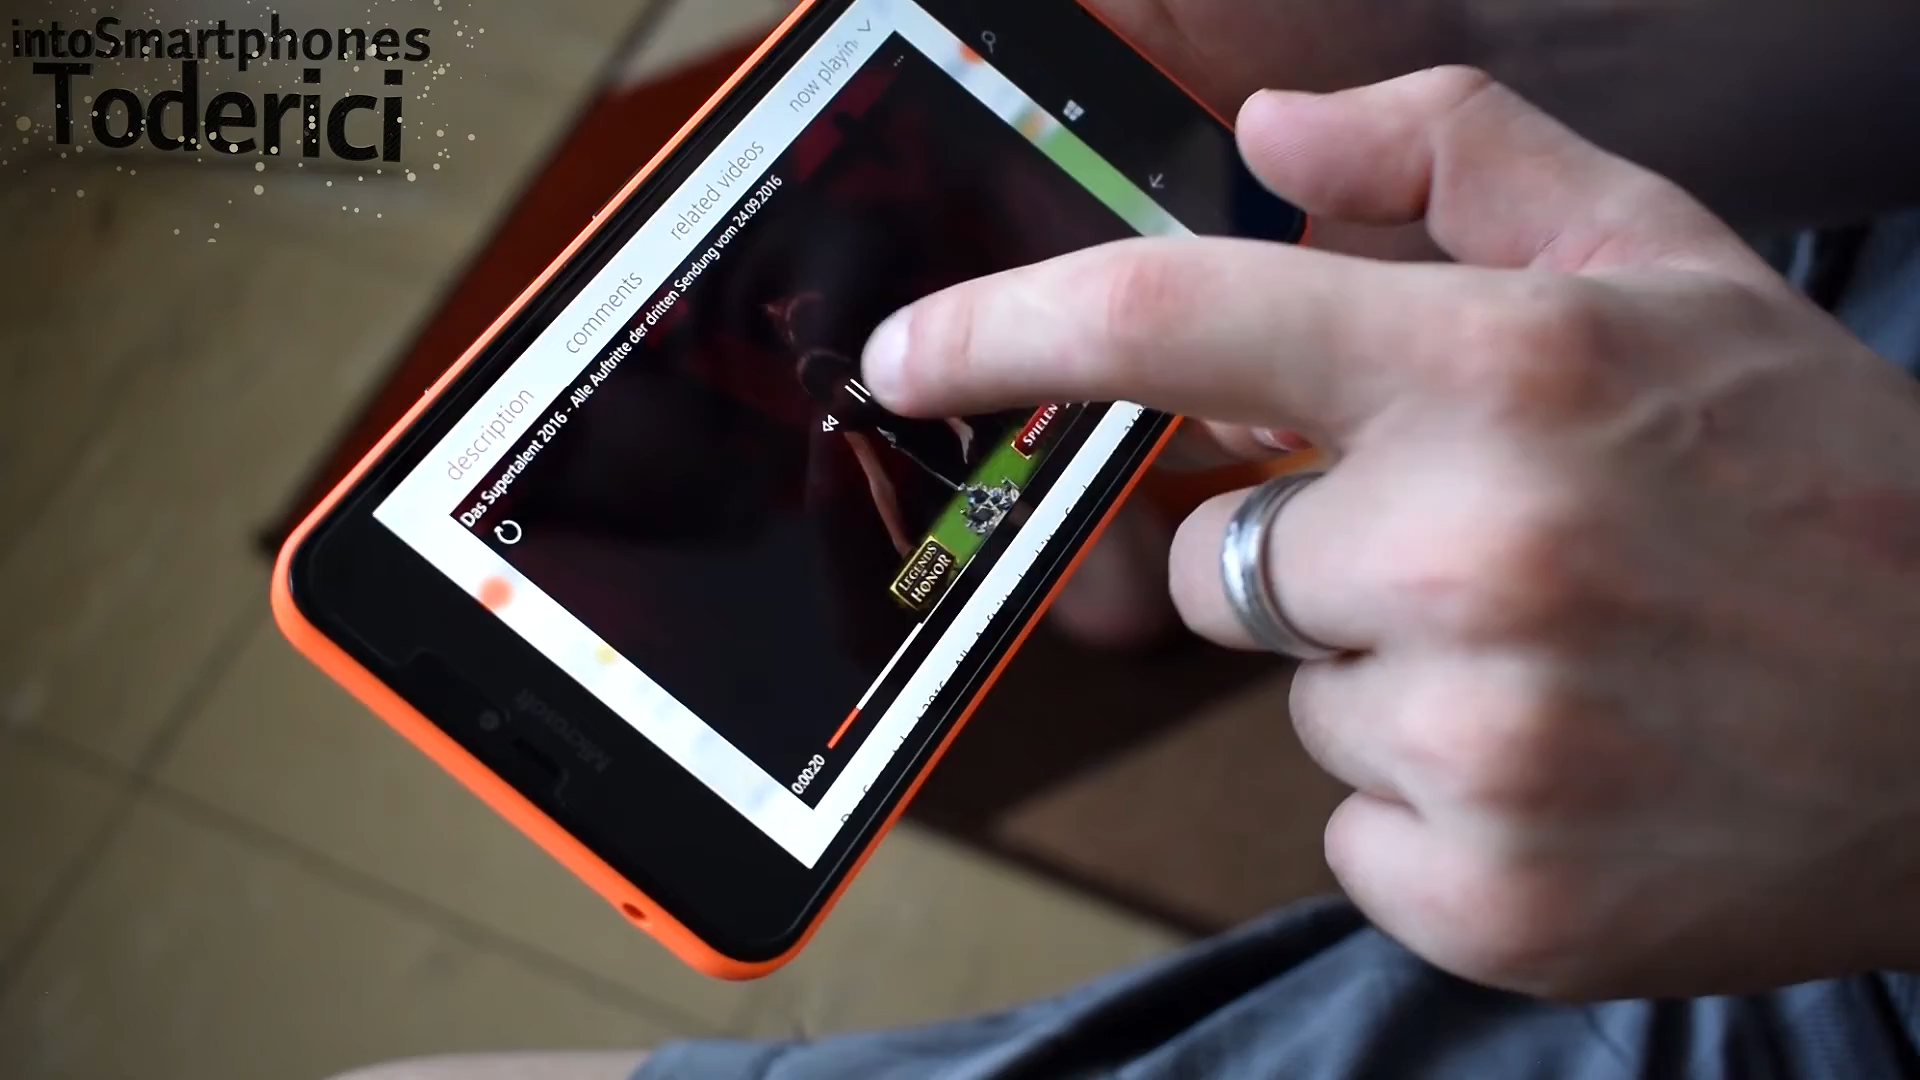 intoSmartphones
Toderici
now playin
related videos
comments
description
Das Supertalent 2016 - Alle Auftritte der dritten Sendung vom 24.09.2016
SPIELEN
LEGENDS
OF
HONOR
0:00:20
Microsoft